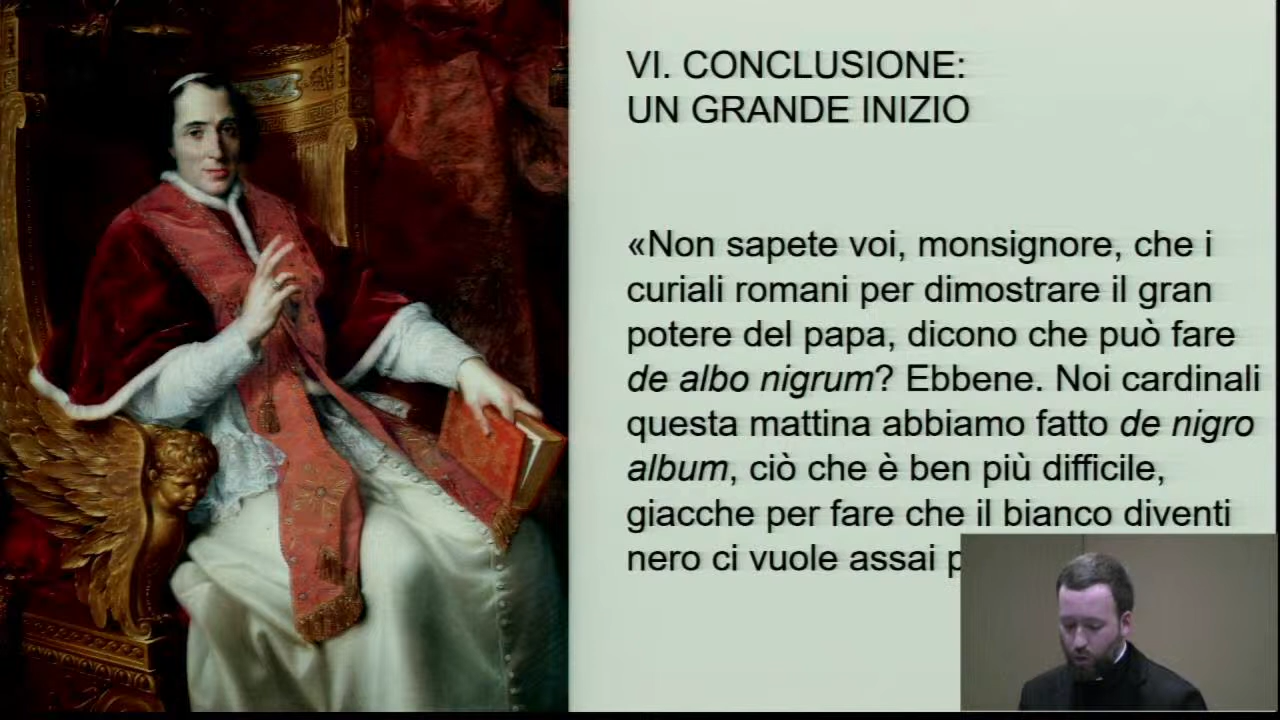 VI. CONCLUSIONE:
UN GRANDE INIZIO
«Non sapete voi, monsignore, che i
curiali romani per dimostrare il gran
potere del papa, dicono che può fare
de albo nigrum? Ebbene. Noi cardinali
questa mattina abbiamo fatto de nigro
album, ciò che è ben più difficile,
giacche per fare che il bianco diventi
nero ci vuole assai